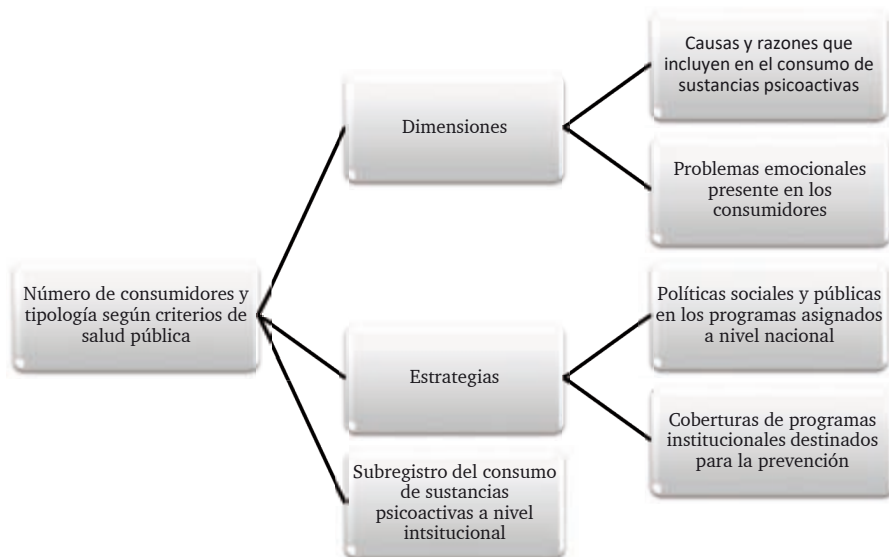 Número de consumidores y
tipología según criterios de
salud pública
Dimensiones
Causas y razones que
incluyen en el consumo de
sustancias psicoactivas
Problemas emocionales
presente en los
consumidores
Estrategias
Políticas sociales y públicas
en los programas asignados
a nivel nacional
Coberturas de programas
institucionales destinados
para la prevención
Subregistro del consumo
de sustancias
psicoactivas a nivel
intsitucional